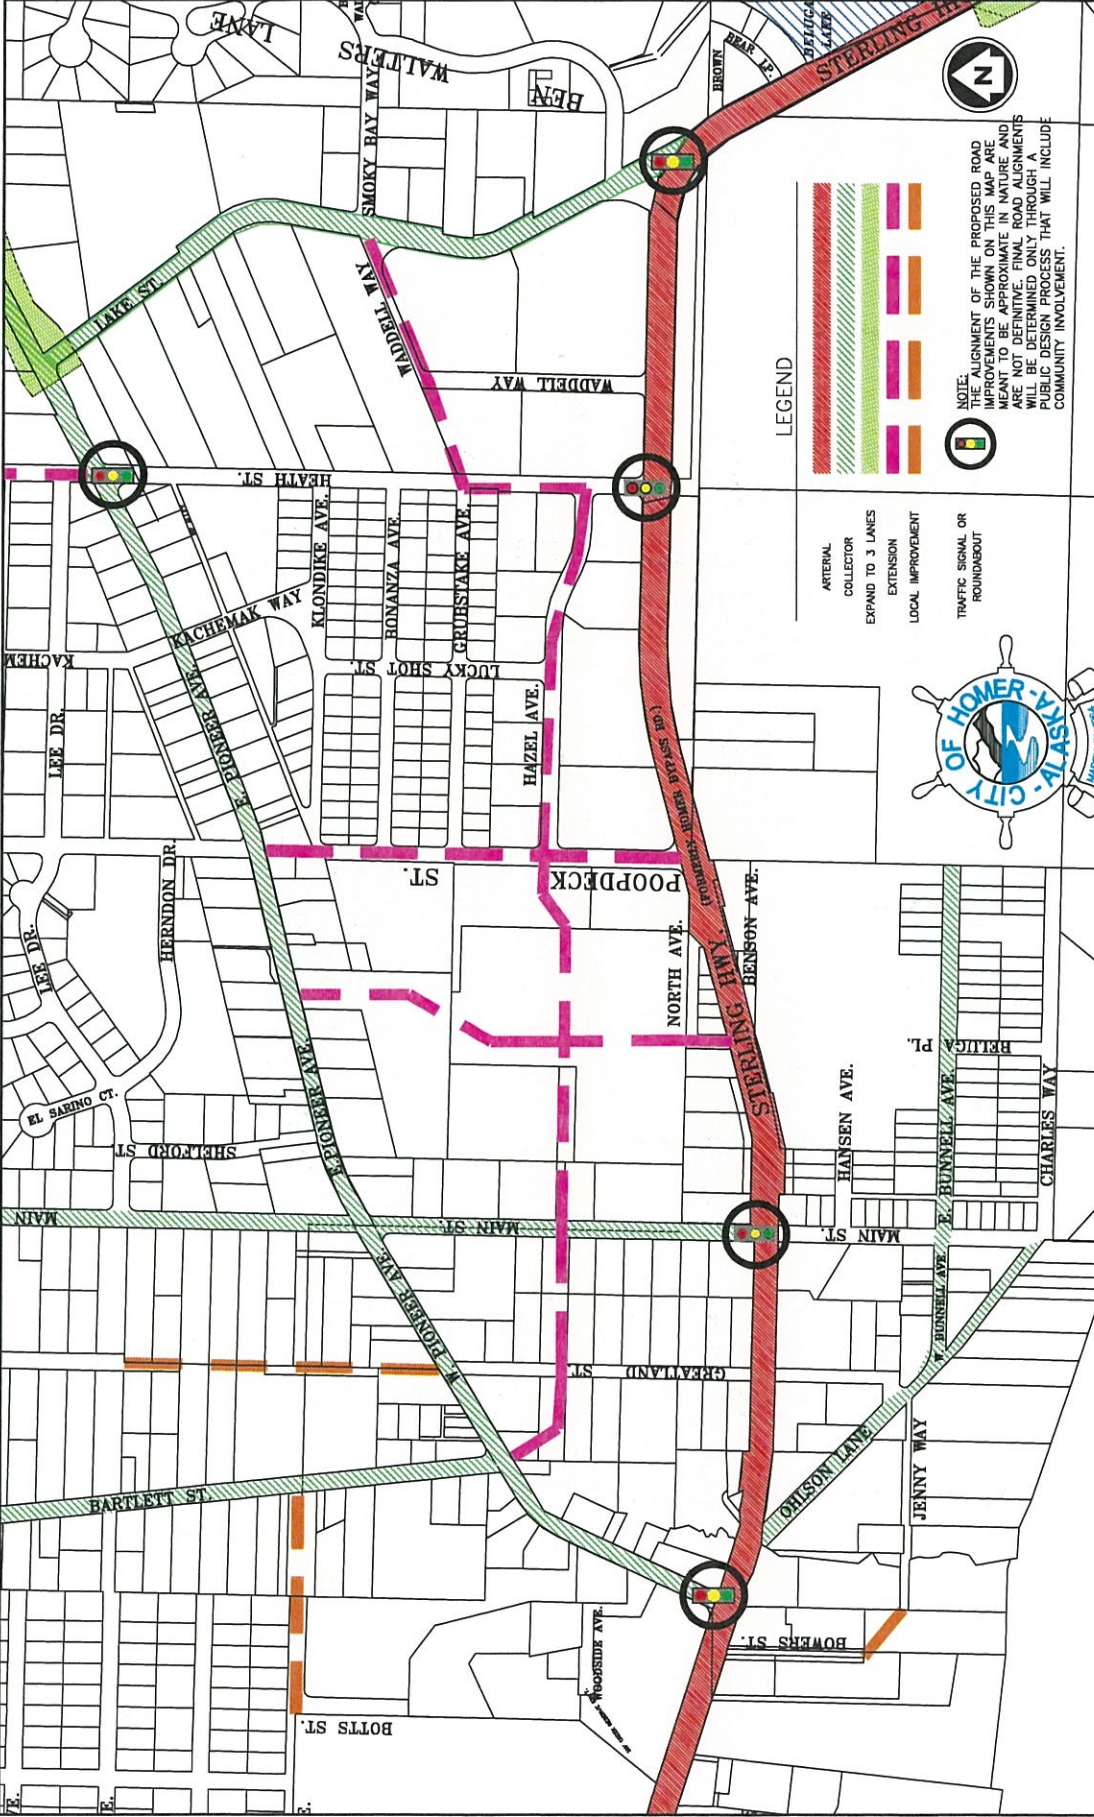 LANE
WALTERS
BEN
SMOKY BAY WAY
BROWN
BEAR LP.
BELUGA
LAKE
STERLING
LAKE ST.
WADDELL WAY
WADDELL WAY
HEATH ST.
KLONDIKE AVE.
BONANZA AVE.
GRUBSTAKE AVE.
KACHEMAK WAY
KACHEM
LUCKY SHOT ST.
LEE DR.
E. PIONEER AVE.
HAZEL AVE.
(FORMERLY HOMER BYPASS RD.)
HERNDON DR.
POOPDECK
ST.
LEE DR.
NORTH AVE.
BENSON AVE.
STERLING HWY.
EL SARINO CT.
E. PIONEER AVE.
SHELFORD ST
BELUGA PL.
HANSEN AVE.
E. BUNNELL AVE.
CHARLES WAY
MAIN
MAIN ST.
MAIN ST.
W. PIONEER AVE.
W. BUNNELL AVE.
GREATLAND ST.
BARTLETT ST.
OHLSON LANE
JENNY WAY
BOWERS ST.
WOODSIDE AVE.
BOTTS ST.
LEGEND
ARTERIAL
COLLECTOR
EXPAND TO 3 LANES
EXTENSION
LOCAL IMPROVEMENT
TRAFFIC SIGNAL OR
ROUNDABOUT
NOTE:
THE ALIGNMENT OF THE PROPOSED ROAD
IMPROVEMENTS SHOWN ON THIS MAP ARE
MEANT TO BE APPROXIMATE IN NATURE AND
ARE NOT DEFINITIVE. FINAL ROAD ALIGNMENTS
WILL BE DETERMINED ONLY THROUGH A
PUBLIC DESIGN PROCESS THAT WILL INCLUDE
COMMUNITY INVOLVEMENT.
N
CITY OF HOMER - ALASKA -